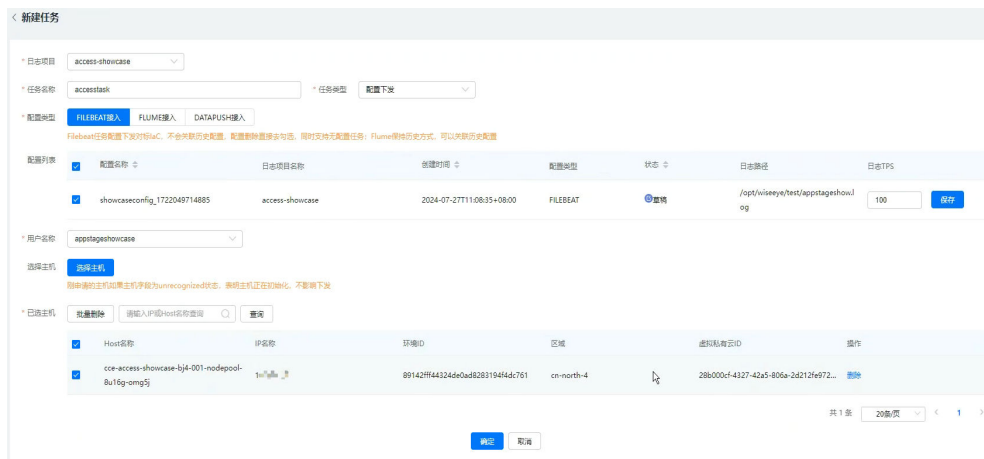 新建任务
* 日志项目 access-showcase
* 任务名称 accesstask * 任务类型 配置下发
* 配置类型 FILEBEAT接入 FLUME接入 DATAPUSH接入
Filebeat任务配置下发对标IaC，不会关联历史配置，配置删除直接去勾选，同时支持无配置任务；Flume保持历史方式，可以关联历史配置
配置列表 配置名称 日志项目名称 创建时间 配置类型 状态 日志路径 日志TPS
showcaseconfig_1722049714885 access-showcase 2024-07-27T11:08:35+08:00 FILEBEAT 草稿 /opt/wiseeye/test/appstageshow.l 100 保存
og
* 用户名称 appstageshowcase
选择主机 选择主机
刚申请的主机如果主机字段为unrecognized状态，表明主机正在初始化，不影响下发
* 已选主机 批量删除 请输入IP或Host名称查询 查询
Host名称 IP名称 环境ID 区域 虚拟私有云ID 操作
cce-access-showcase-bj4-001-nodepool- 89142fff44324de0ad8283194f4dc761 cn-north-4 28b000cf-4327-42a5-806a-2d212fe972... 删除
8u16g-omg5j
共 1 条 20条/页 1
确定 取消